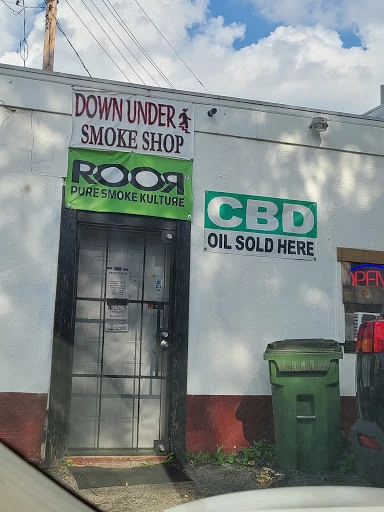 DOWN UNDER
SMOKE SHOP
ROOR
PURE SMOKE KULTURE
CBD
OIL SOLD HERE
OPEN